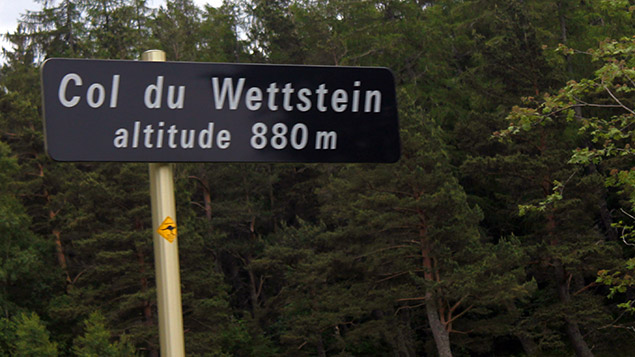 Col du Wettstein
altitude 880 m